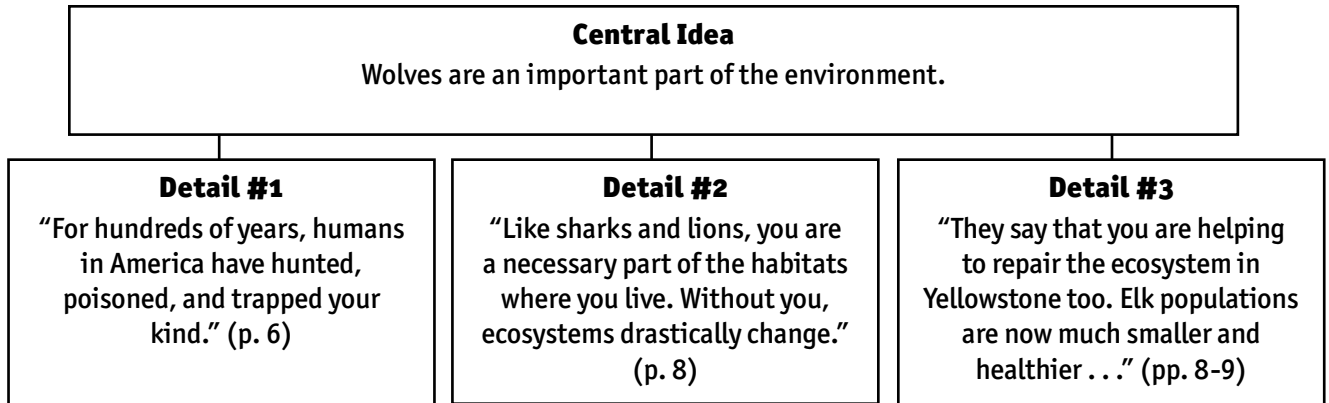 Central Idea
Wolves are an important part of the environment.
Detail #1
“For hundreds of years, humans
in America have hunted,
poisoned, and trapped your
kind.” (p. 6)
Detail #2
“Like sharks and lions, you are
a necessary part of the habitats
where you live. Without you,
ecosystems drastically change.”
(p. 8)
Detail #3
“They say that you are helping
to repair the ecosystem in
Yellowstone too. Elk populations
are now much smaller and
healthier . . .” (pp. 8-9)